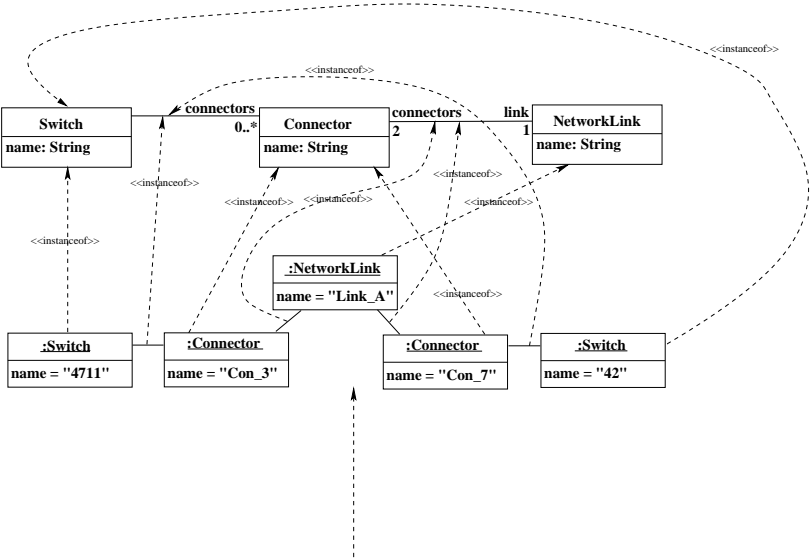 <<instanceof>>
<<instanceof>>
connectors
0..*
connectors
2
link
1
Switch
name: String
Connector
name: String
NetworkLink
name: String
<<instanceof>>
<<instanceof>>
<<instanceof>>
<<instanceof>>
<<instanceof>>
<<instanceof>>
<<instanceof>>
:NetworkLink
name = "Link_A"
:Switch
name = "4711"
:Connector
name = "Con_3"
:Connector
name = "Con_7"
:Switch
name = "42"